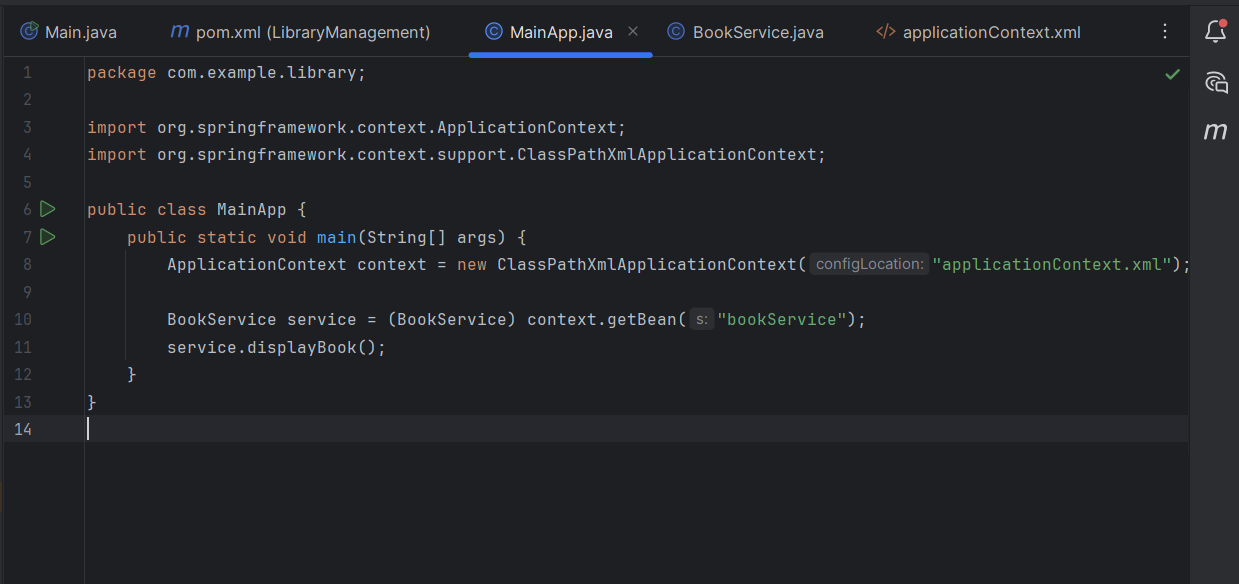 Main.java
m pom.xml (LibraryManagement)
MainApp.java
BookService.java
applicationContext.xml
1 package com.example.library;
2
3 import org.springframework.context.ApplicationContext;
4 import org.springframework.context.support.ClassPathXmlApplicationContext;
5
6 public class MainApp {
7 public static void main(String[] args) {
8 ApplicationContext context = new ClassPathXmlApplicationContext( configLocation: "applicationContext.xml");
9
10 BookService service = (BookService) context.getBean( s: "bookService");
11 service.displayBook();
12 }
13 }
14
m